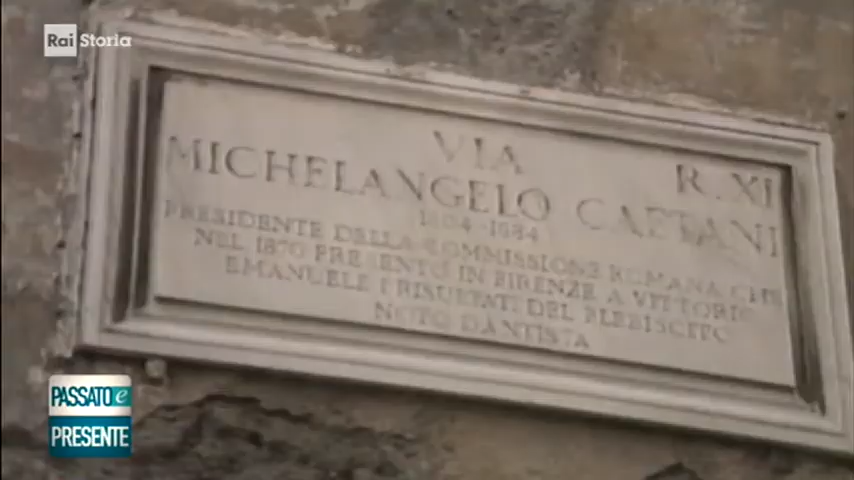 Rai Storia
VIA
R. XI
MICHELANGELO CAETANI
1804-1884
PRESIDENTE DELLA COMMISSIONE ROMANA CHE
NEL 1870 PRESENTÒ IN FIRENZE A VITTORIO
EMANUELE I RISULTATI DEL PLEBISCITO
NOTO DANTISTA
PASSATO e
PRESENTE